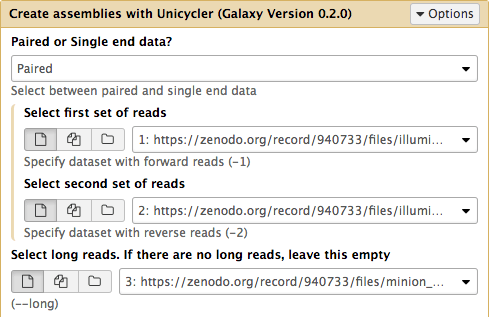 Create assemblies with Unicycler (Galaxy Version 0.2.0)
Options
Paired or Single end data?
Paired
Select between paired and single end data
Select first set of reads
1: https://zenodo.org/record/940733/files/illumi...
Specify dataset with forward reads (-1)
Select second set of reads
2: https://zenodo.org/record/940733/files/illumi...
Specify dataset with reverse reads (-2)
Select long reads. If there are no long reads, leave this empty
3: https://zenodo.org/record/940733/files/minion_...
(--long)